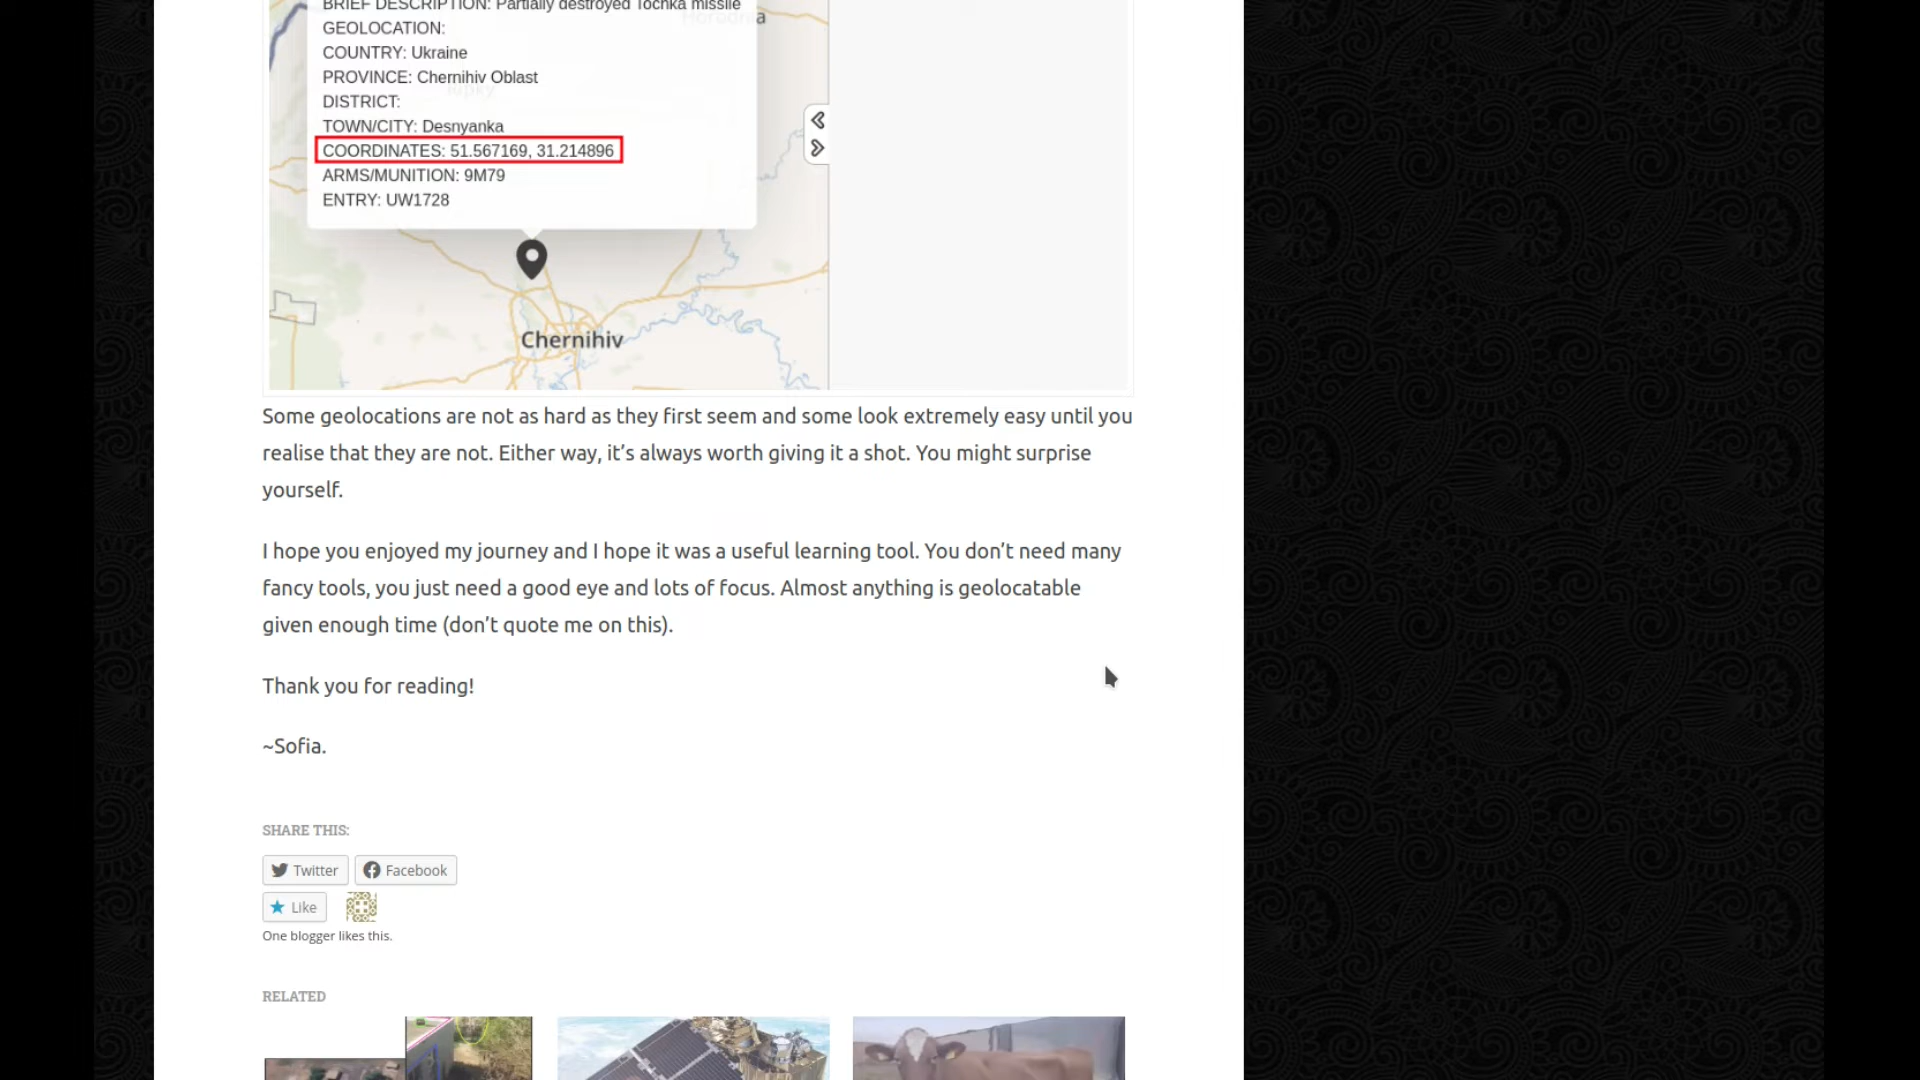 BRIEF DESCRIPTION: Partially destroyed Tochka missile
GEOLOCATION:
COUNTRY: Ukraine
PROVINCE: Chernihiv Oblast
DISTRICT:
TOWN/CITY: Desnyanka
COORDINATES: 51.567169, 31.214896
ARMS/MUNITION: 9M79
ENTRY: UW1728
Chernihiv
Some geolocations are not as hard as they first seem and some look extremely easy until you
realise that they are not. Either way, it’s always worth giving it a shot. You might surprise
yourself.
I hope you enjoyed my journey and I hope it was a useful learning tool. You don’t need many
fancy tools, you just need a good eye and lots of focus. Almost anything is geolocatable
given enough time (don’t quote me on this).
Thank you for reading!
~Sofia.
SHARE THIS:
Twitter Facebook
Like
One blogger likes this.
RELATED